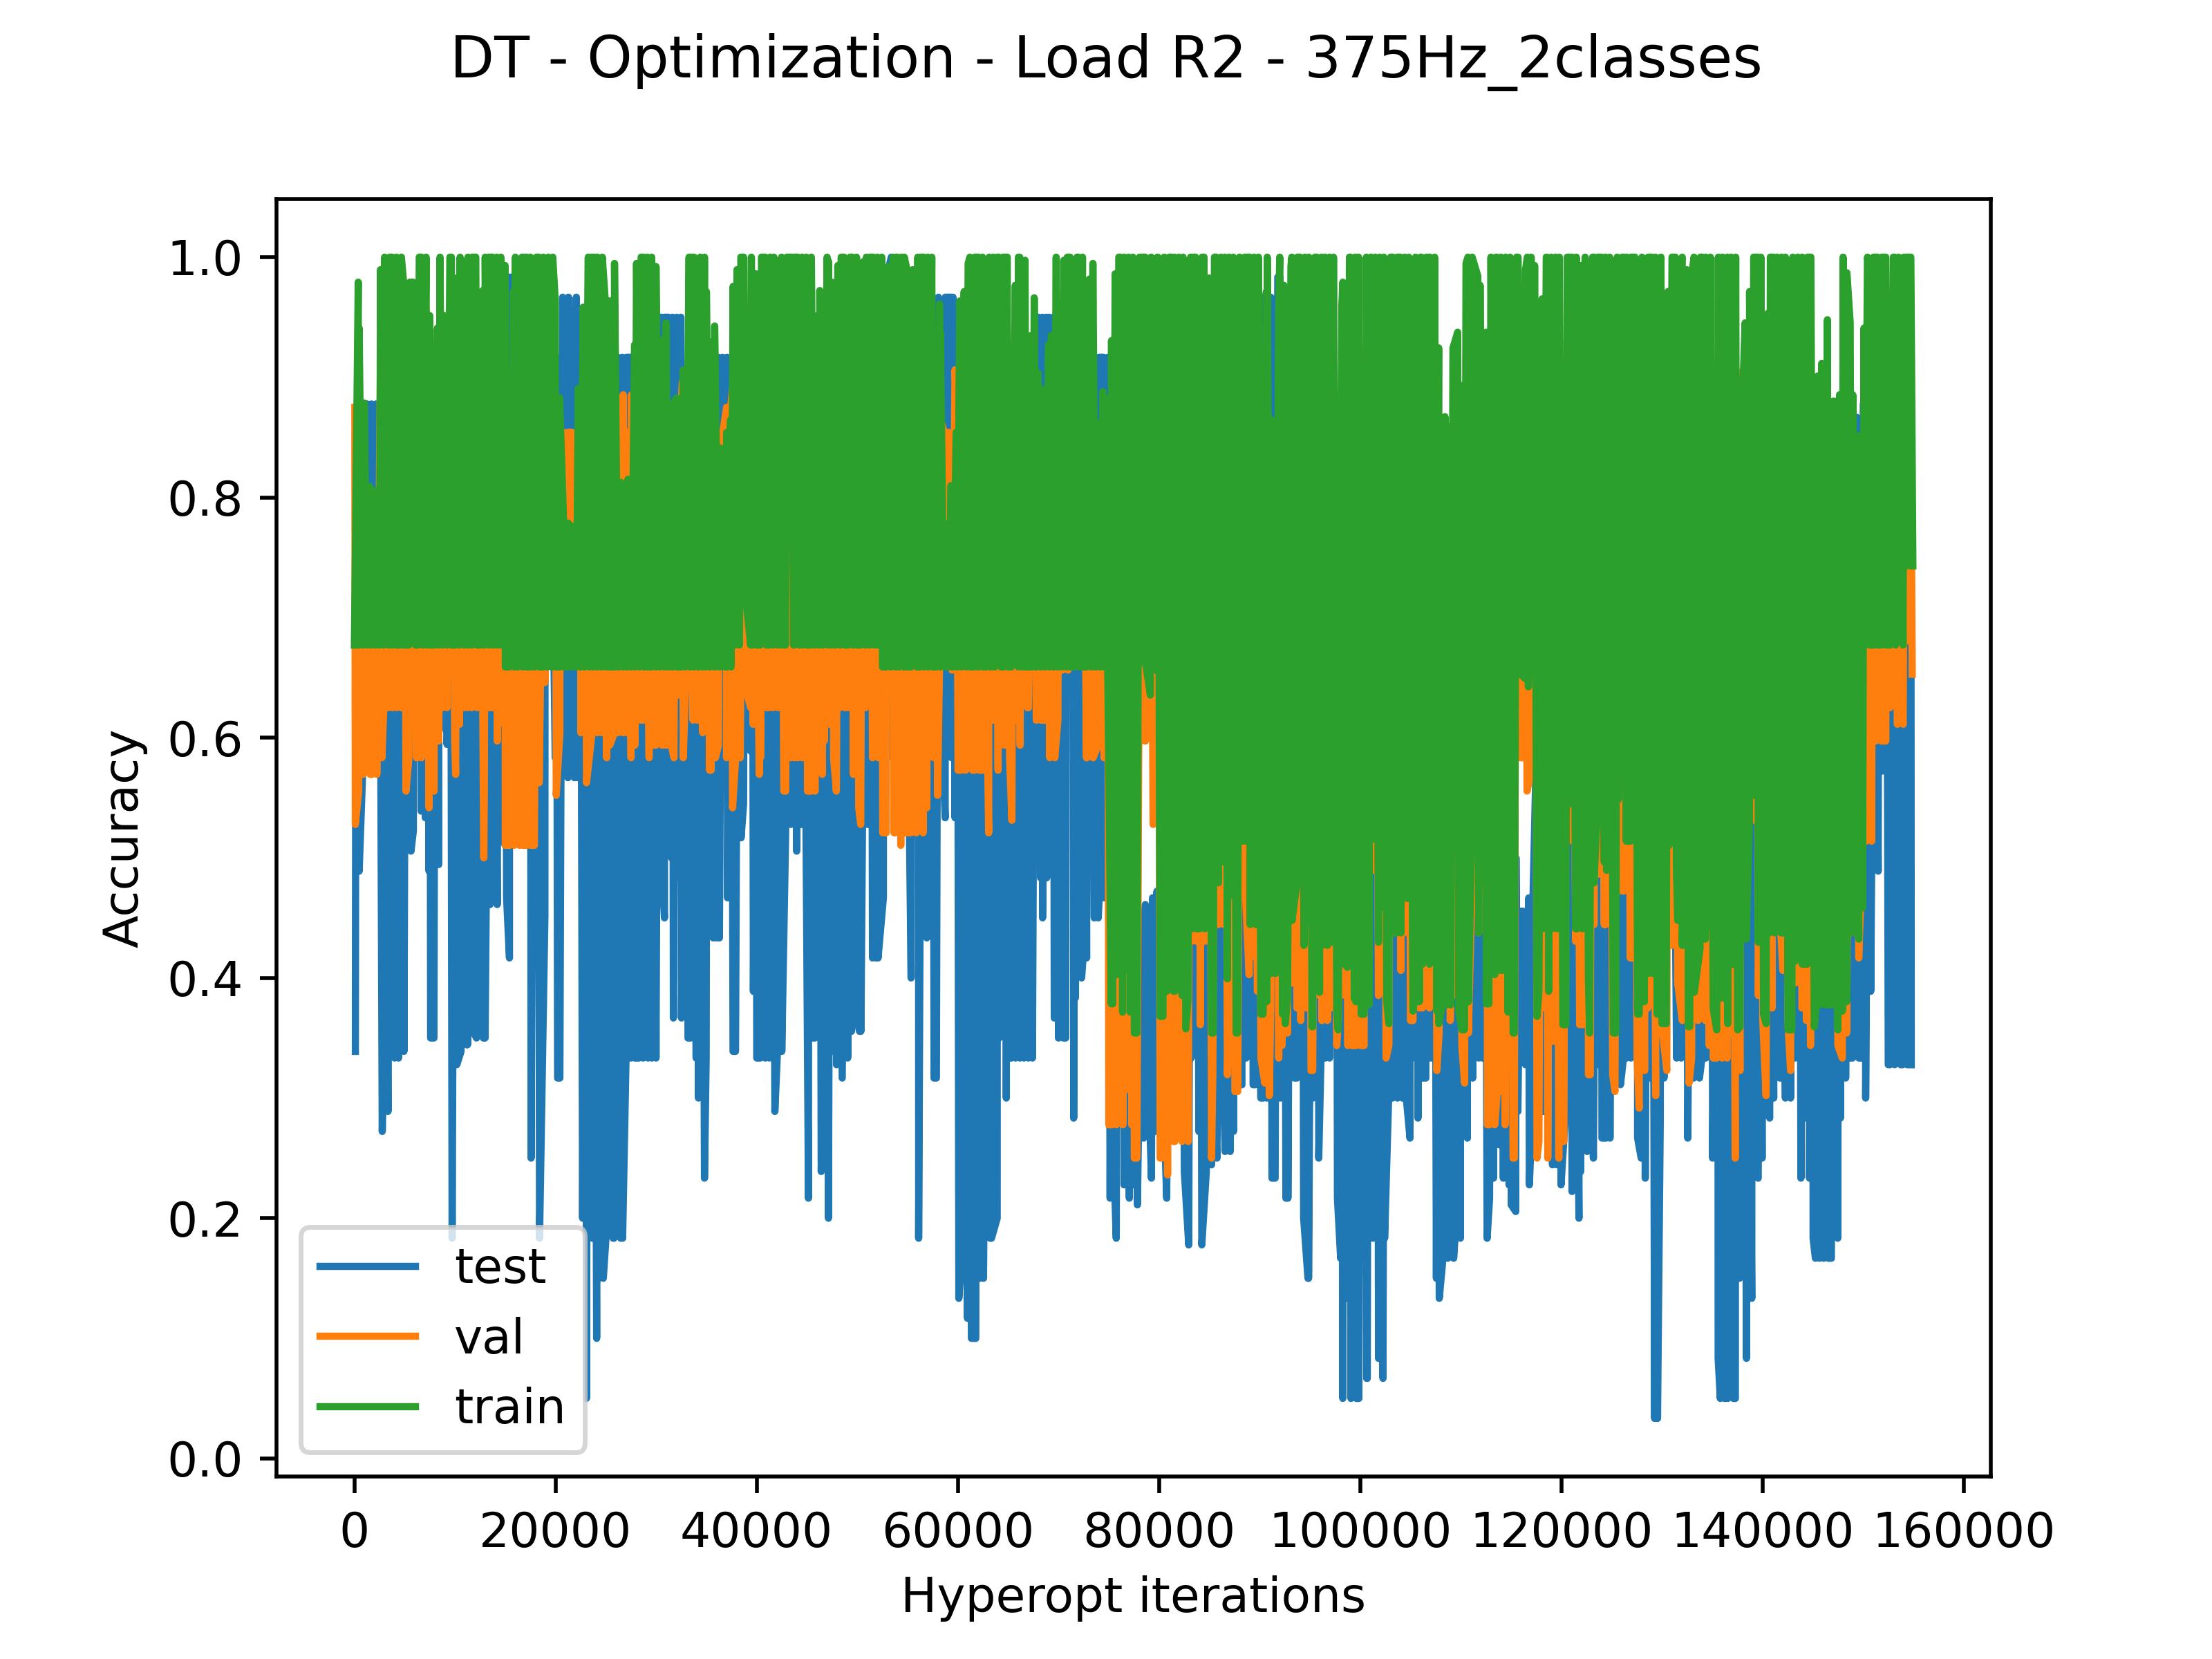 DT - Optimization - Load R2 - 375Hz_2classes
1.0
0.8
0.6
0.4
0.2
0.0
Accuracy
test
val
train
0 20000 40000 60000 80000 100000 120000 140000 160000
Hyperopt iterations